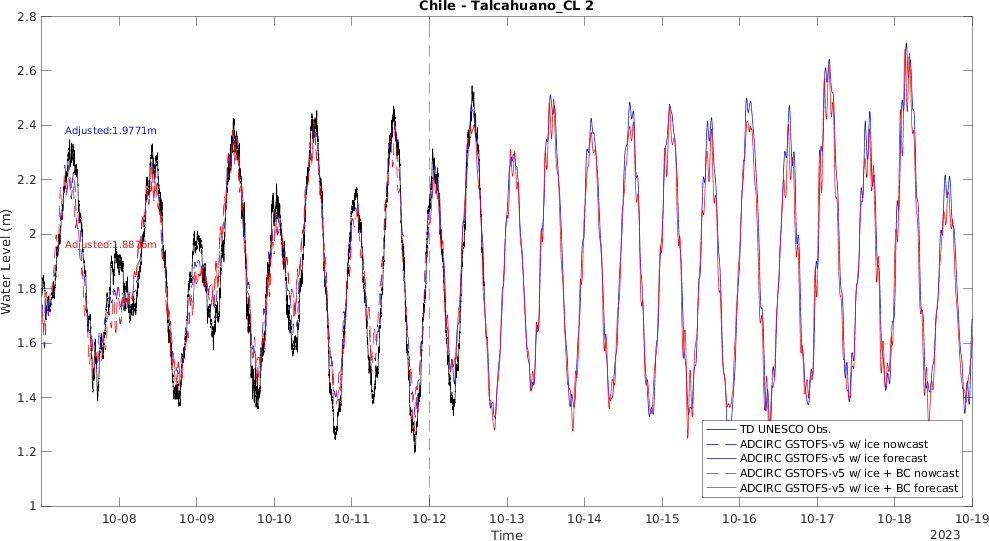 Chile - Talcahuano_CL 2
2.8
2.6
2.4
2.2
2
1.8
1.6
1.4
1.2
1
Water Level (m)
Adjusted:1.9771m
Adjusted:1.8876m
TD UNESCO Obs.
ADCIRC GSTOFS-v5 w/ ice nowcast
ADCIRC GSTOFS-v5 w/ ice forecast
ADCIRC GSTOFS-v5 w/ ice + BC nowcast
ADCIRC GSTOFS-v5 w/ ice + BC forecast
10-08 10-09 10-10 10-11 10-12 10-13 10-14 10-15 10-16 10-17 10-18 10-19
Time
2023